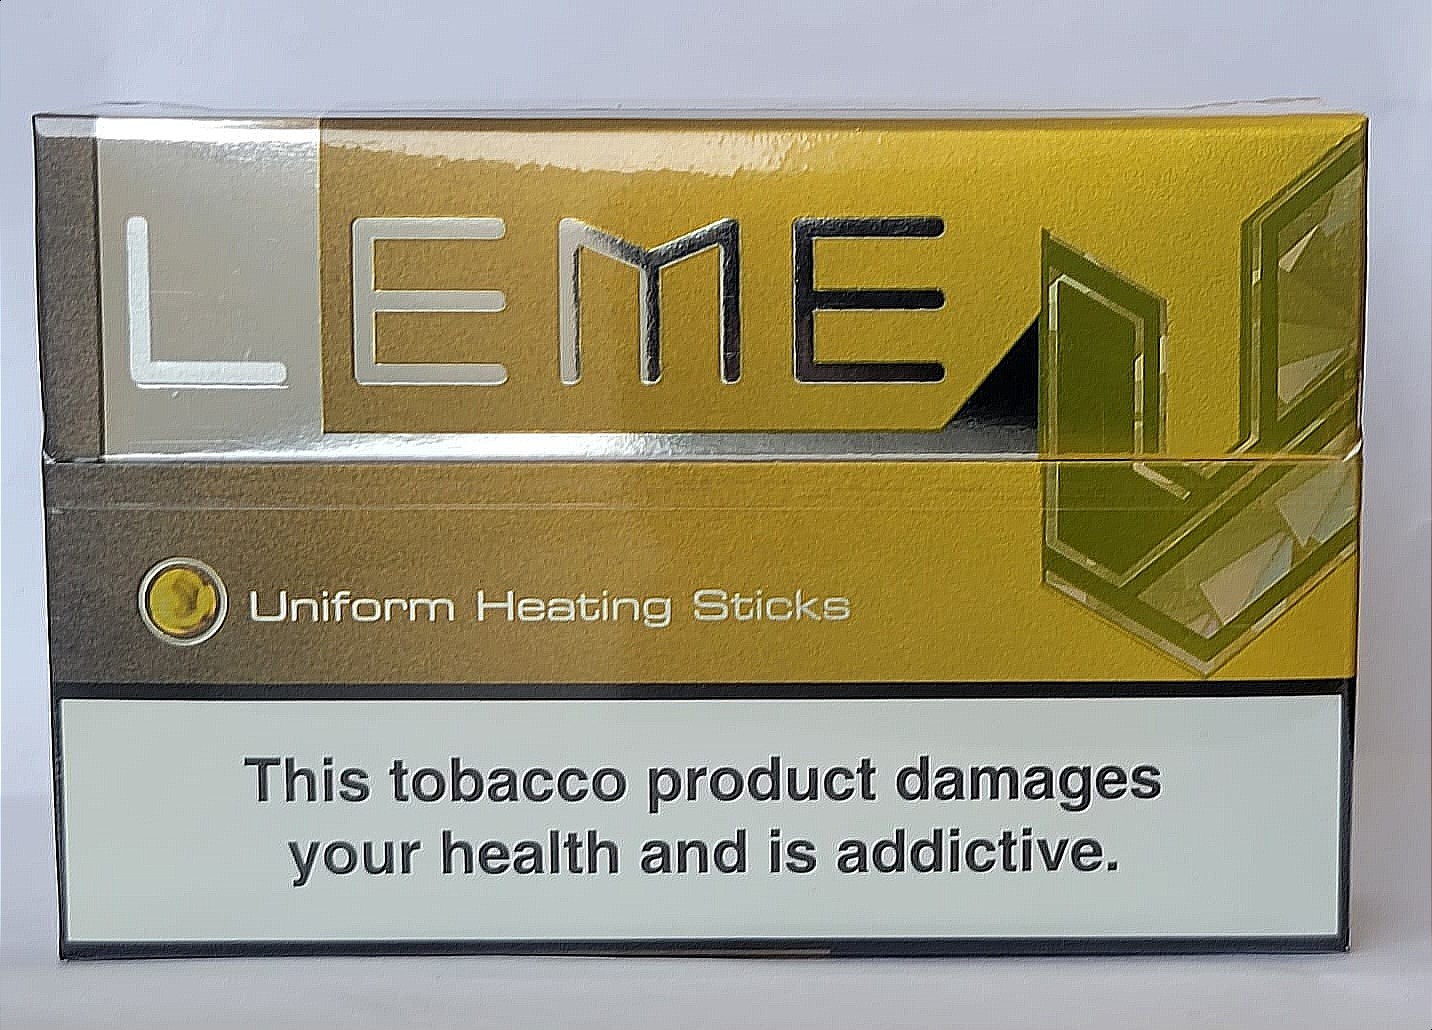 LEME
Uniform Heating Sticks
This tobacco product damages
your health and is addictive.